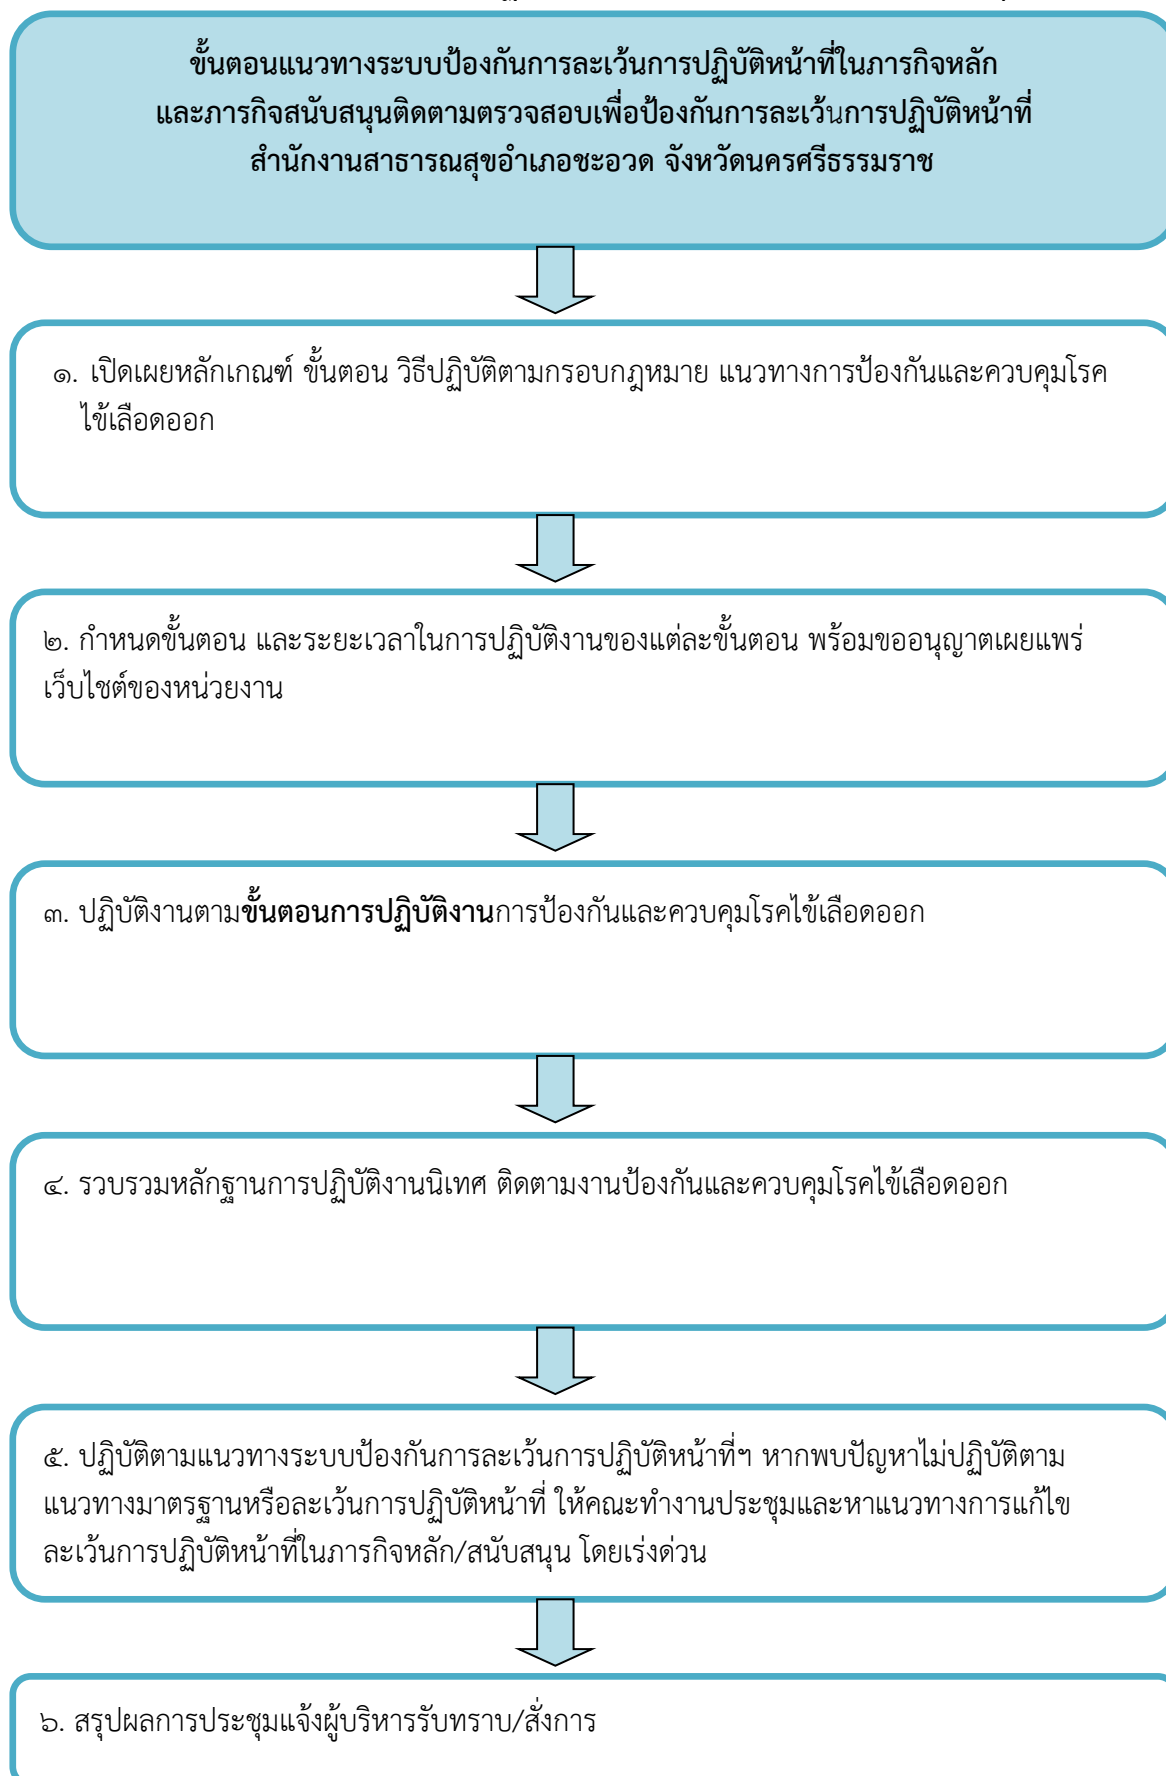 ขั้นตอนแนวทางระบบป้องกันการละเว้นการปฏิบัติหน้าที่ในภารกิจหลัก
และภารกิจสนับสนุนติดตามตรวจสอบเพื่อป้องกันการละเว้นการปฏิบัติหน้าที่
สำนักงานสาธารณสุขอำเภอชะอวด จังหวัดนครศรีธรรมราช
๑. เปิดเผยหลักเกณฑ์ ขั้นตอน วิธีปฏิบัติตามกรอบกฎหมาย แนวทางการป้องกันและควบคุมโรค
ไข้เลือดออก
๒. กำหนดขั้นตอน และระยะเวลาในการปฏิบัติงานของแต่ละขั้นตอน พร้อมขออนุญาตเผยแพร่
เว็บไซต์ของหน่วยงาน
๓. ปฏิบัติงานตามขั้นตอนการปฏิบัติงานการป้องกันและควบคุมโรคไข้เลือดออก
๔. รวบรวมหลักฐานการปฏิบัติงานนิเทศ ติดตามงานป้องกันและควบคุมโรคไข้เลือดออก
๕. ปฏิบัติตามแนวทางระบบป้องกันการละเว้นการปฏิบัติหน้าที่ฯ หากพบปัญหาไม่ปฏิบัติตาม
แนวทางมาตรฐานหรือละเว้นการปฏิบัติหน้าที่ ให้คณะทำงานประชุมและหาแนวทางการแก้ไข
ละเว้นการปฏิบัติหน้าที่ในภารกิจหลัก/สนับสนุน โดยเร่งด่วน
๖. สรุปผลการประชุมแจ้งผู้บริหารรับทราบ/สั่งการ